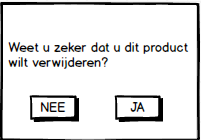 Weet u zeker dat u dit product
wilt verwijderen?
NEE JA